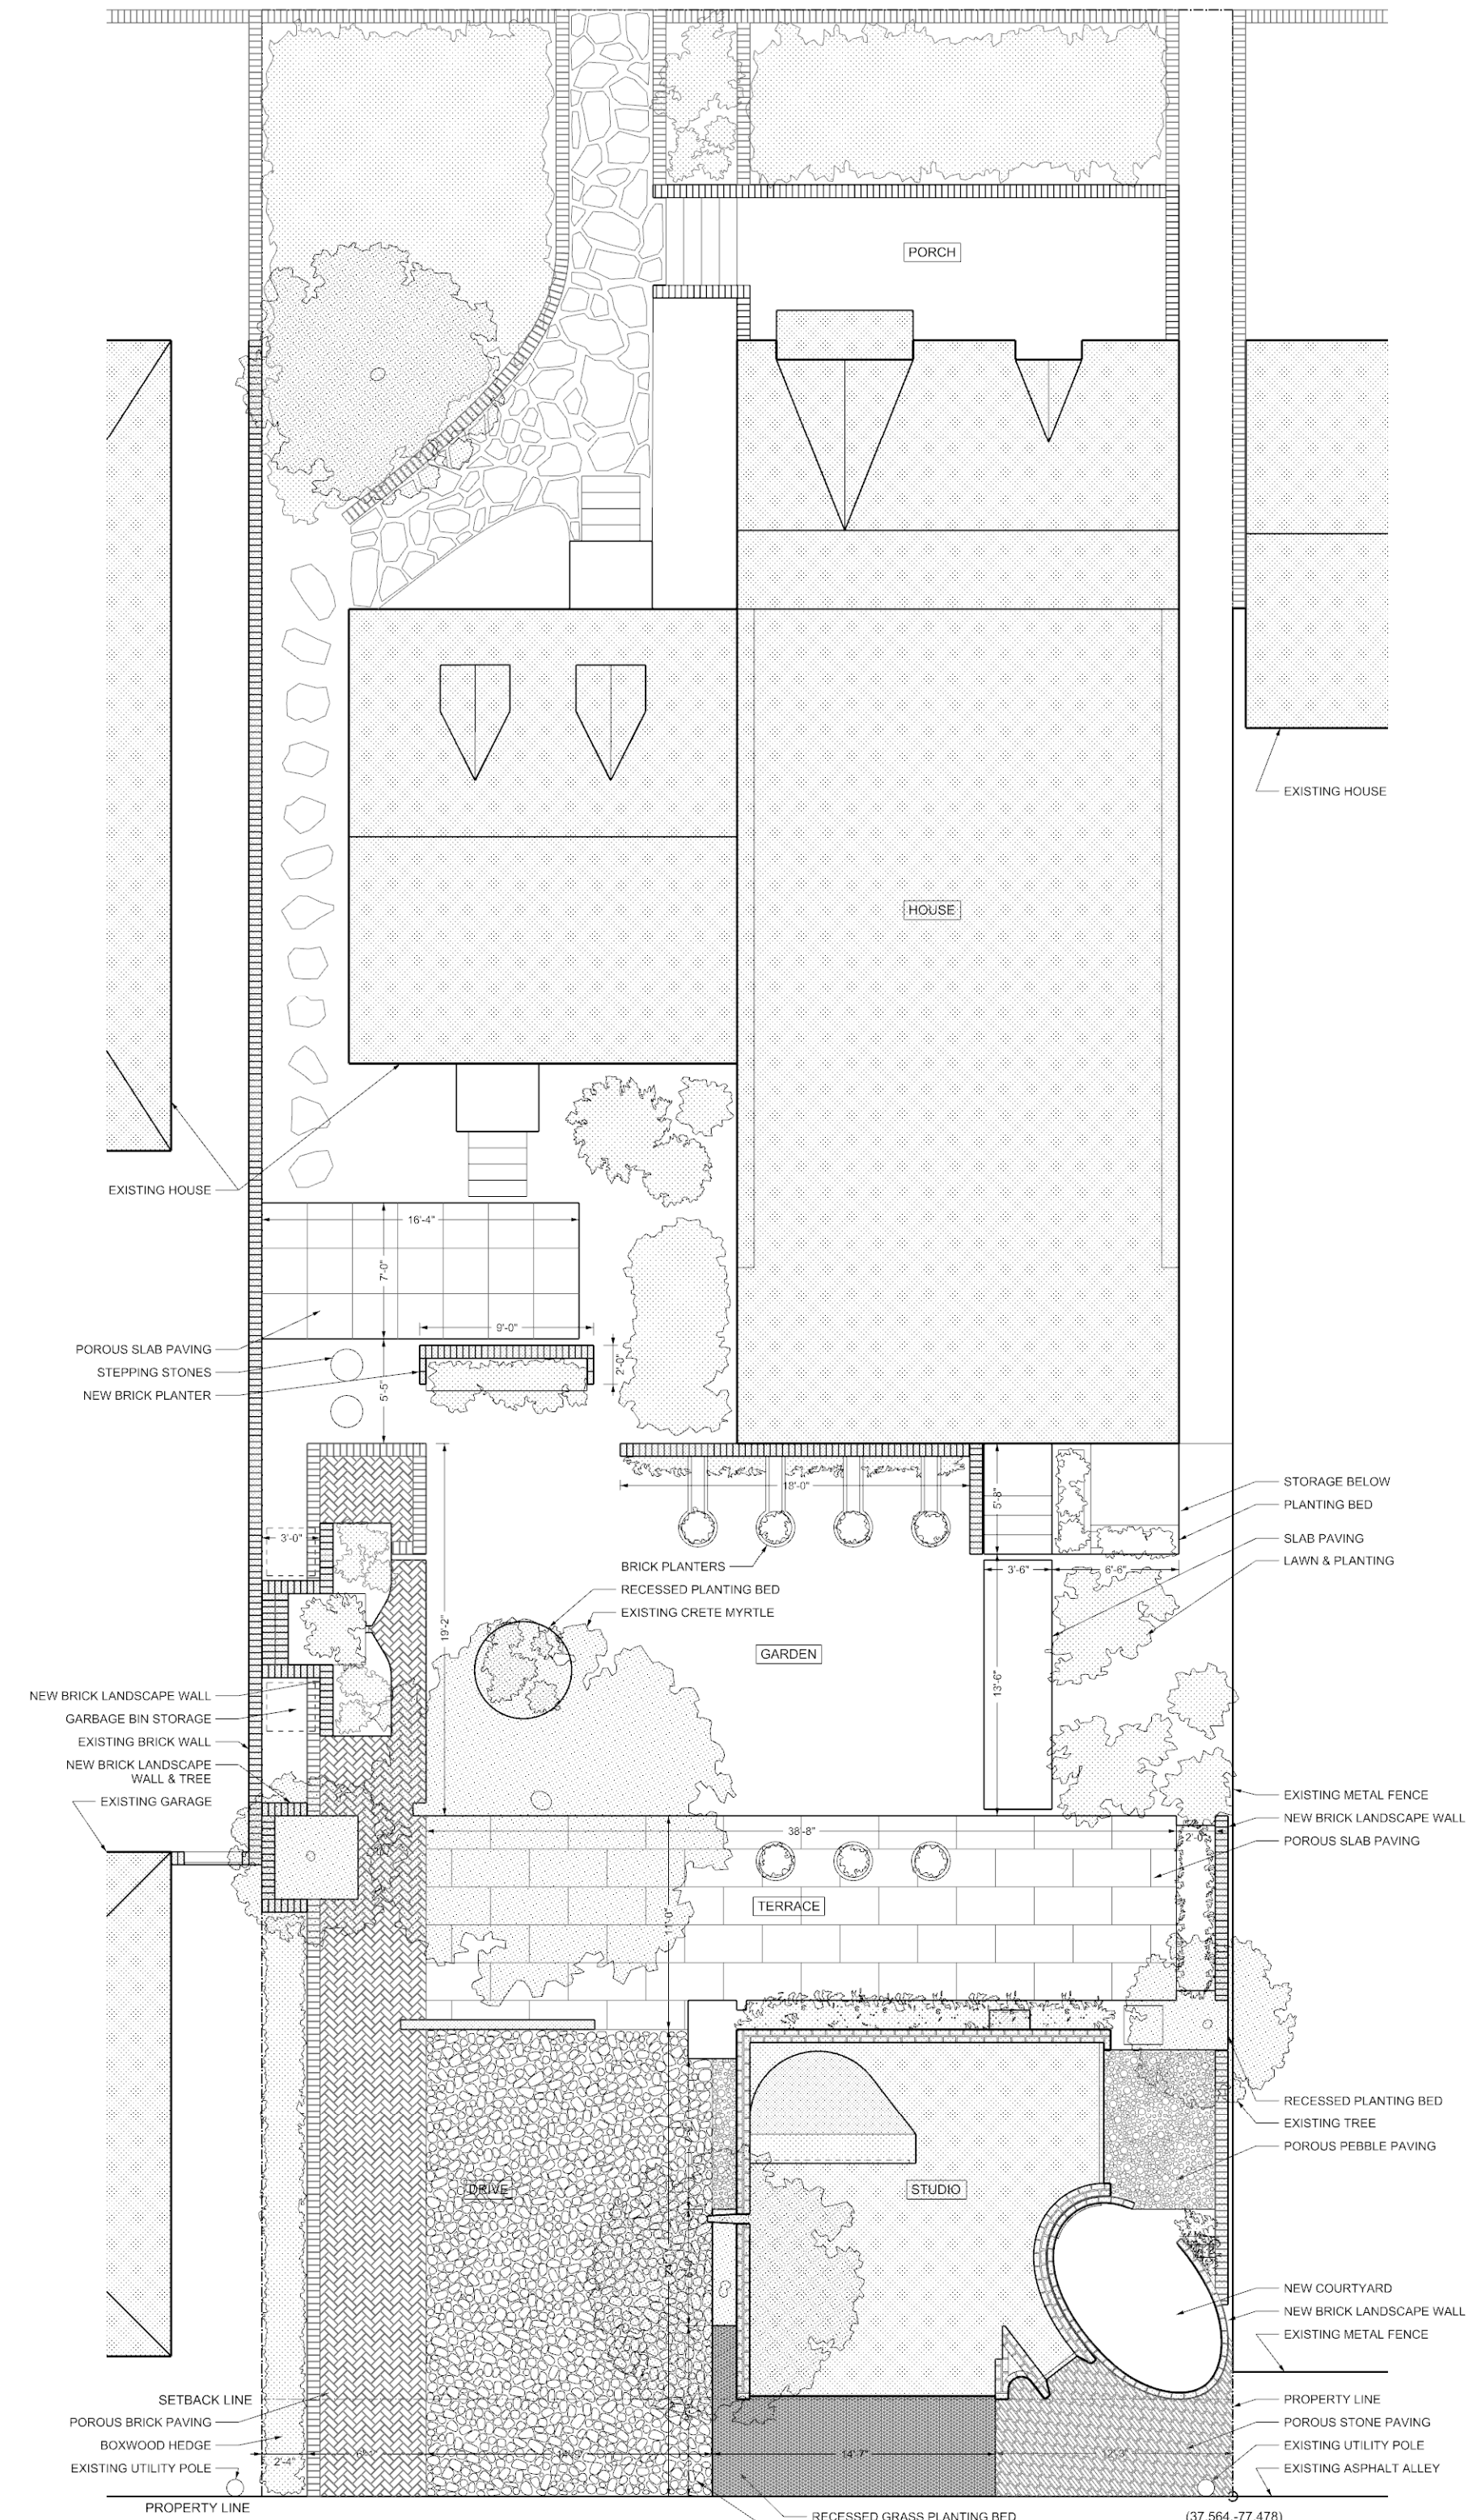 PORCH
EXISTING HOUSE
HOUSE
EXISTING HOUSE
16'-4"
7'-0"
9'-0"
POROUS SLAB PAVING
STEPPING STONES
NEW BRICK PLANTER
2'-0"
5'-5"
18'-0"
5'-8"
STORAGE BELOW
PLANTING BED
SLAB PAVING
LAWN & PLANTING
3'-0"
BRICK PLANTERS
RECESSED PLANTING BED
EXISTING CRETE MYRTLE
3'-6"
6'-6"
19'-2"
GARDEN
13'-6"
NEW BRICK LANDSCAPE WALL
GARBAGE BIN STORAGE
EXISTING BRICK WALL
NEW BRICK LANDSCAPE
WALL & TREE
EXISTING GARAGE
EXISTING METAL FENCE
NEW BRICK LANDSCAPE WALL
POROUS SLAB PAVING
38'-8"
2'-0"
TERRACE
11'-0"
RECESSED PLANTING BED
EXISTING TREE
POROUS PEBBLE PAVING
DRIVE
STUDIO
NEW COURTYARD
NEW BRICK LANDSCAPE WALL
EXISTING METAL FENCE
SETBACK LINE
POROUS BRICK PAVING
BOXWOOD HEDGE
EXISTING UTILITY POLE
PROPERTY LINE
POROUS STONE PAVING
EXISTING UTILITY POLE
EXISTING ASPHALT ALLEY
2'-4"
14'-7"
12'-3"
PROPERTY LINE
RECESSED GRASS PLANTING BED
(37.564,-77.478)